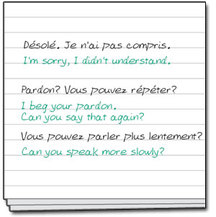 Désolé. Je n'ai pas compris.
I'm sorry, I didn't understand.
Pardon? Vous pouvez répéter?
I beg your pardon.
Can you say that again?
Vous pouvez parler plus lentement?
Can you speak more slowly?